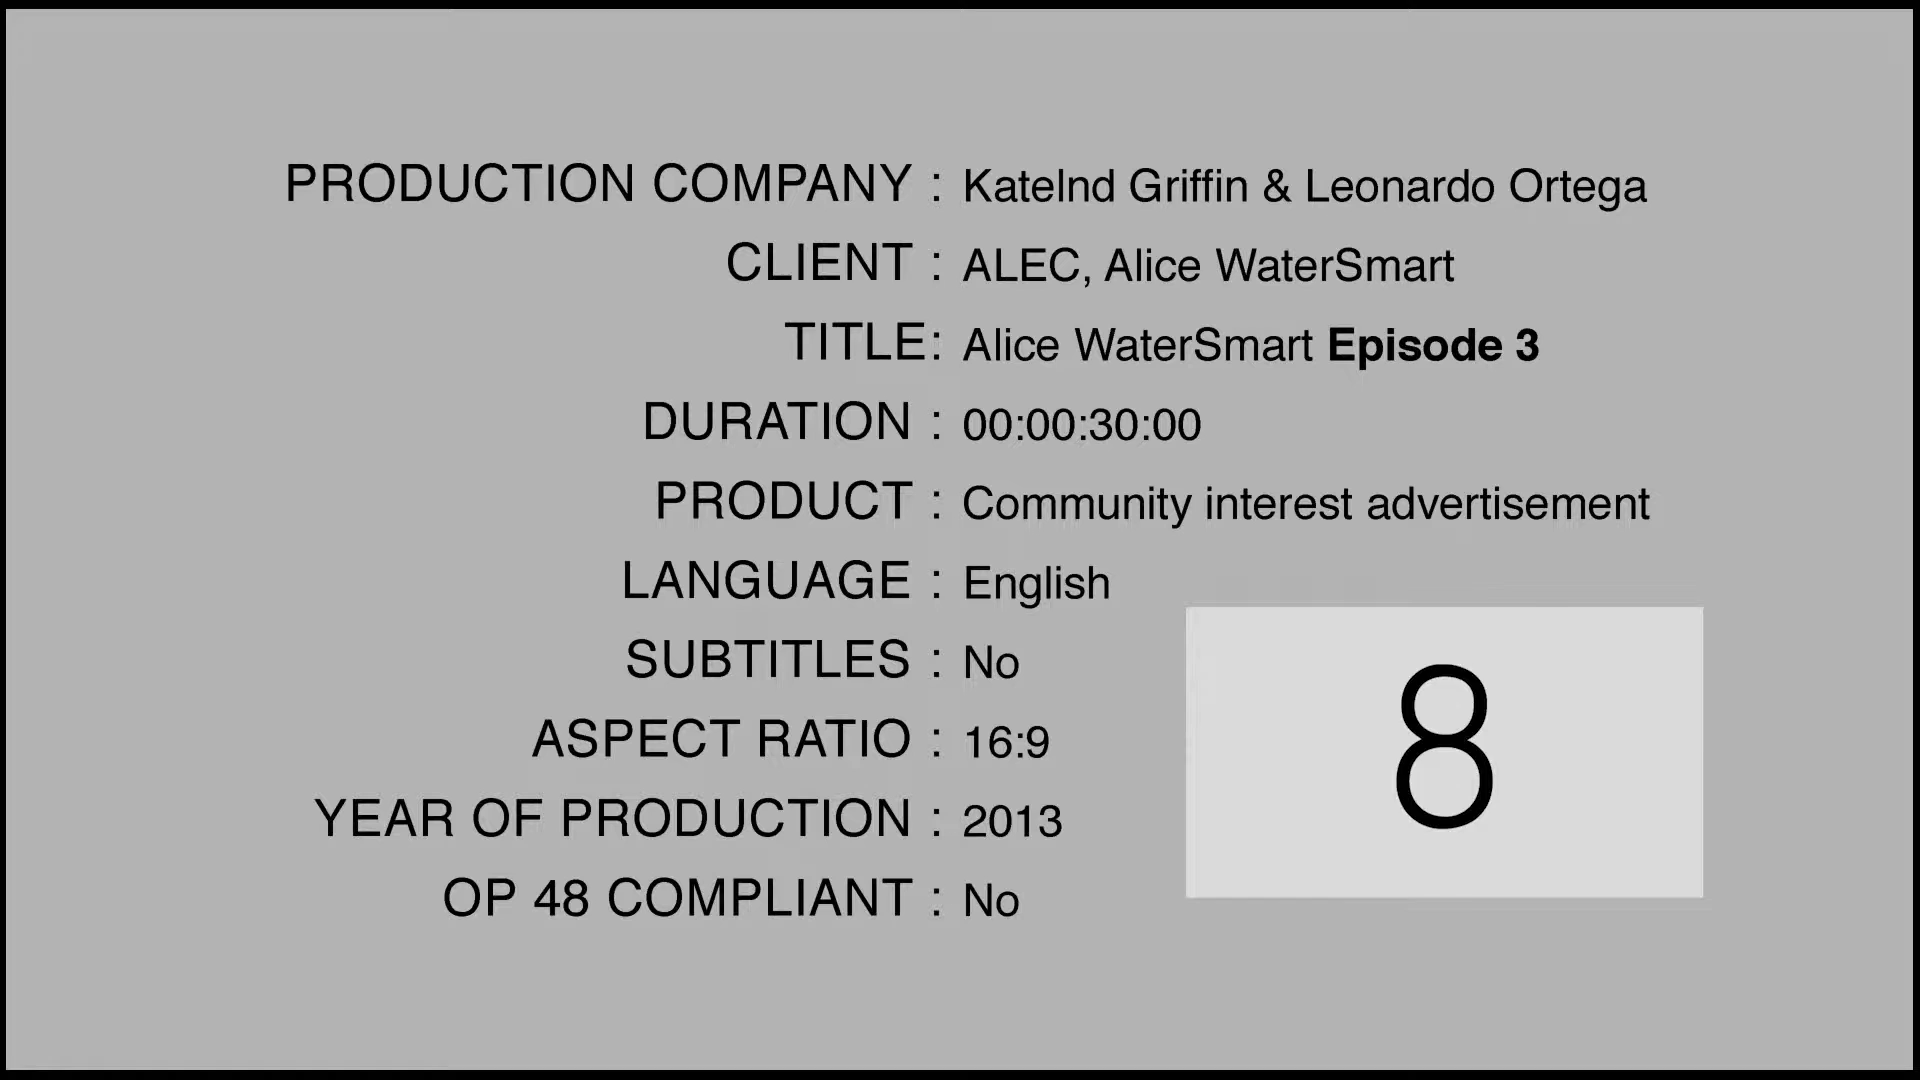 PRODUCTION COMPANY : Katelnd Griffin & Leonardo Ortega
CLIENT : ALEC, Alice WaterSmart
TITLE: Alice WaterSmart Episode 3
DURATION : 00:00:30:00
PRODUCT : Community interest advertisement
LANGUAGE : English
SUBTITLES : No
ASPECT RATIO : 16:9
YEAR OF PRODUCTION : 2013
OP 48 COMPLIANT : No
8